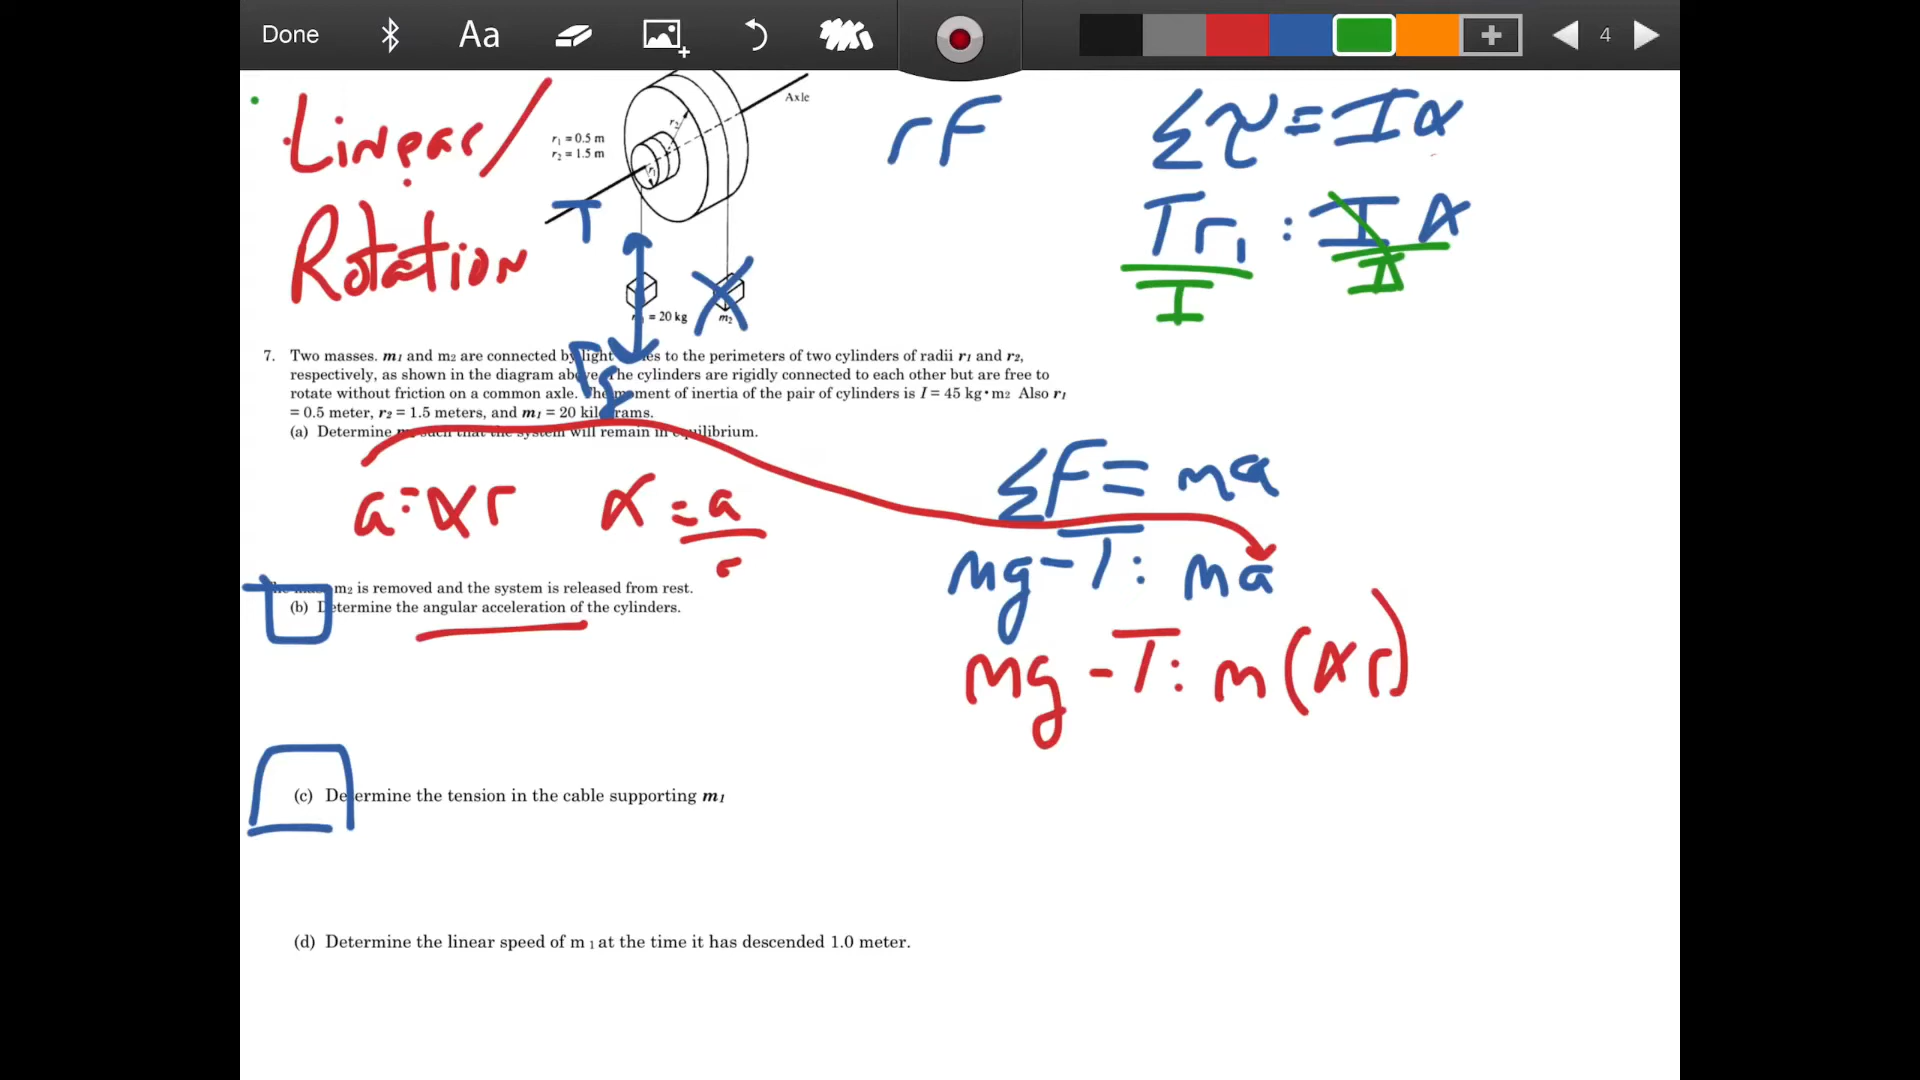 Done
Aa
4
Linear/
Rotation
Axle
r₁ = 0.5 m
r₂ = 1.5 m
r₂
r₁
T
= 20 kg
m₂
Fg
rF
Στ = Iα
Tr₁ : I α
I I
7. Two masses. m₁ and m₂ are connected by light to the perimeters of two cylinders of radii r₁ and r₂,
respectively, as shown in the diagram above. The cylinders are rigidly connected to each other but are free to
rotate without friction on a common axle. The moment of inertia of the pair of cylinders is I = 45 kg•m₂ Also r₁
= 0.5 meter, r₂ = 1.5 meters, and m₁ = 20 kilograms.
(a) Determine such that the system will remain in equilibrium.
a = αr α = a
r
ΣF = ma
mg - T : ma
mg - T : m(αr)
m₂ is removed and the system is released from rest.
(b) Determine the angular acceleration of the cylinders.
(c) Determine the tension in the cable supporting m₁
(d) Determine the linear speed of m ₁ at the time it has descended 1.0 meter.